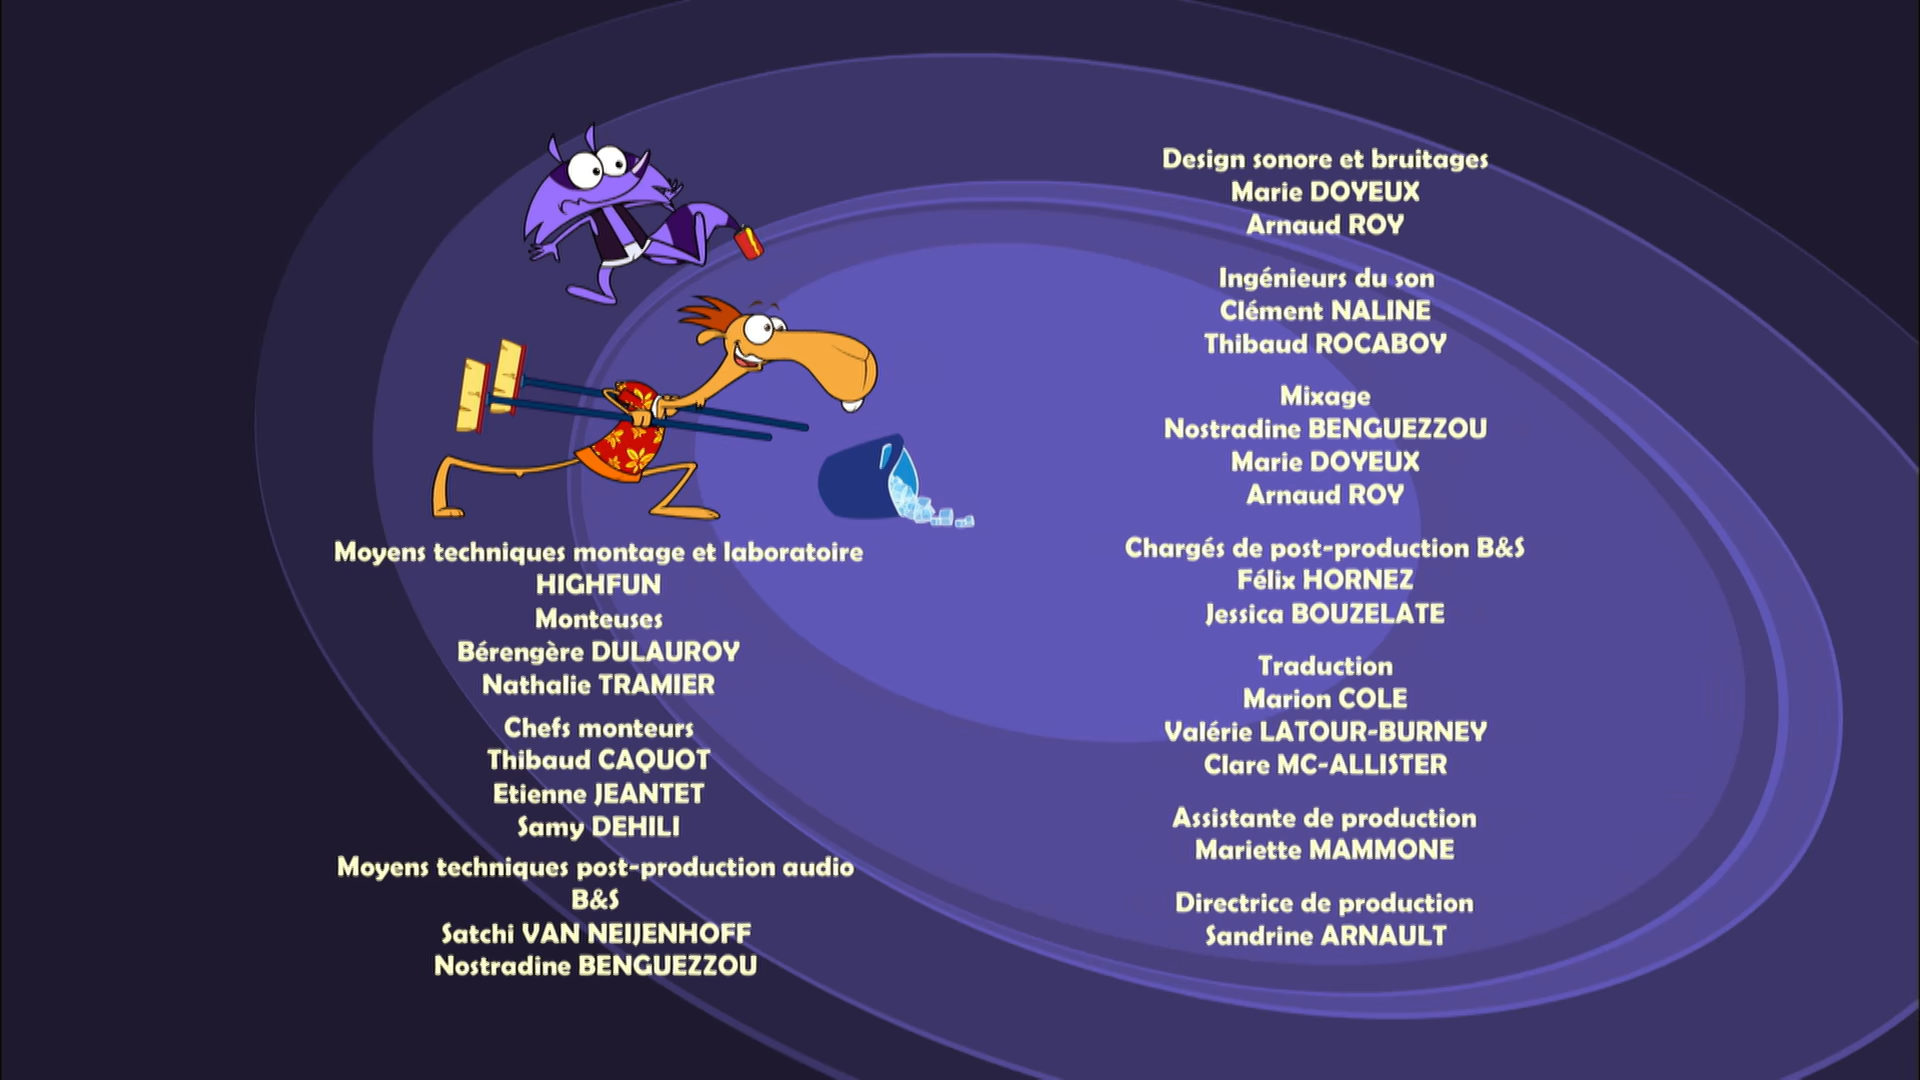 Moyens techniques montage et laboratoire
HIGHFUN
Monteuses
Bérengère DULAUROY
Nathalie TRAMIER
Chefs monteurs
Thibaud CAQUOT
Etienne JEANTET
Samy DEHILI
Moyens techniques post-production audio
B&S
Satchi VAN NEIJENHOFF
Nostradine BENGUEZZOU
Design sonore et bruitages
Marie DOYEUX
Arnaud ROY
Ingénieurs du son
Clément NALINE
Thibaud ROCABOY
Mixage
Nostradine BENGUEZZOU
Marie DOYEUX
Arnaud ROY
Chargés de post-production B&S
Félix HORNEZ
Jessica BOUZELATE
Traduction
Marion COLE
Valérie LATOUR-BURNEY
Clare MC-ALLISTER
Assistante de production
Mariette MAMMONE
Directrice de production
Sandrine ARNAULT